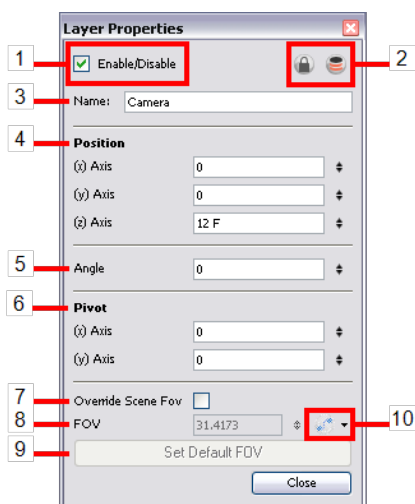 Layer Properties
1 Enable/Disable 2
3 Name: Camera
4 Position
(x) Axis 0
(y) Axis 0
(z) Axis 12 F
5 Angle 0
6 Pivot
(x) Axis 0
(y) Axis 0
7 Override Scene Fov
8 FOV 31.4173 10
9 Set Default FOV
Close